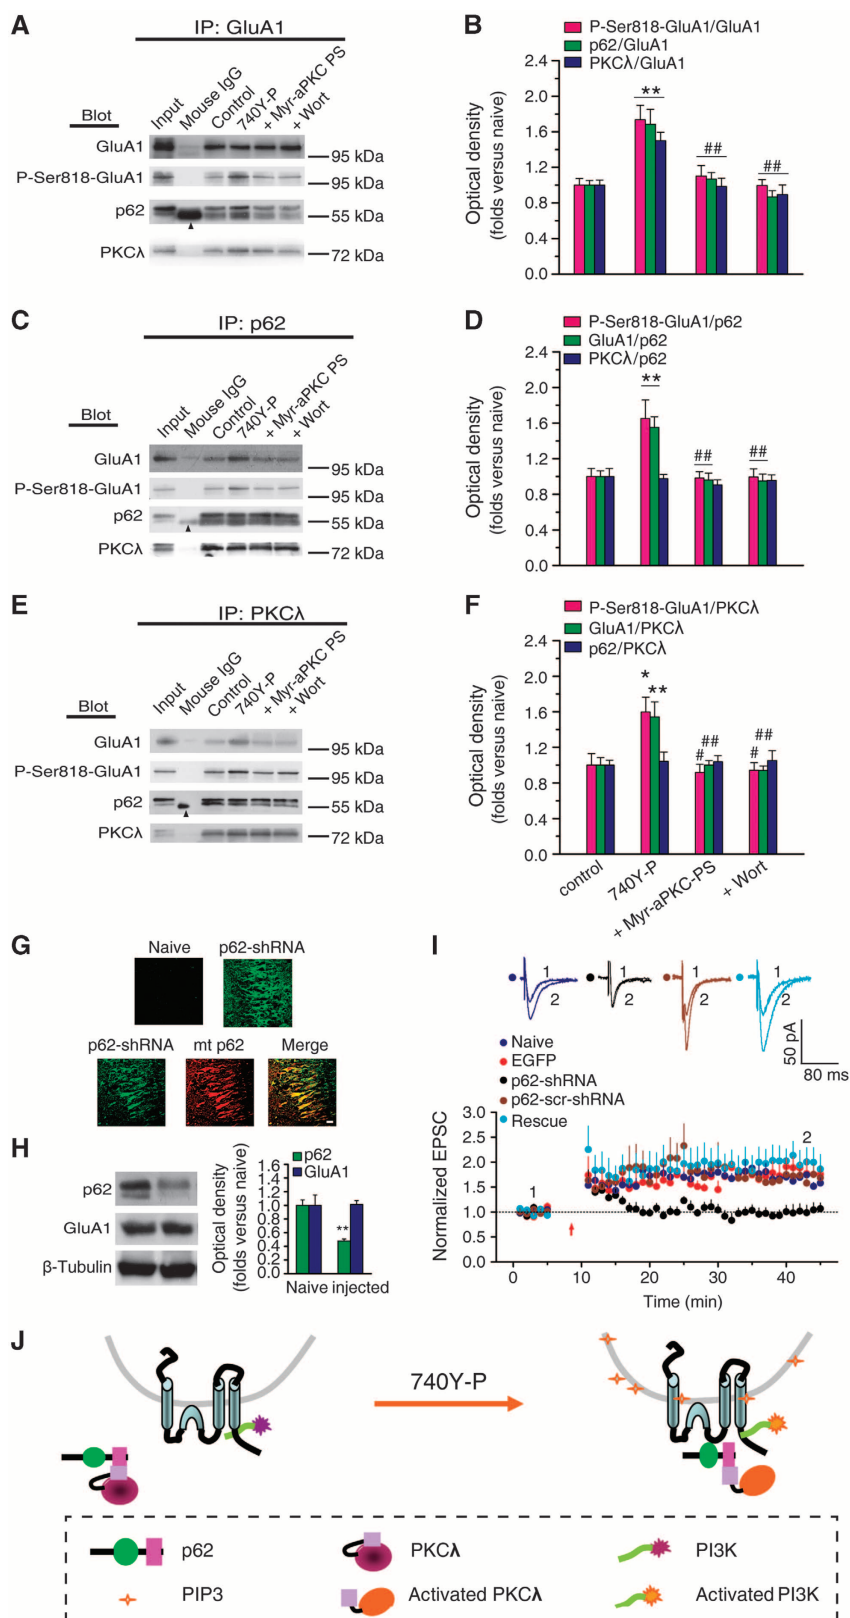 A
IP: GluA1
Blot
Input
Mouse IgG
Control
740Y-P
+ Myr-aPKC PS
+ Wort
GluA1
95 kDa
P-Ser818-GluA1
95 kDa
p62
55 kDa
PKCλ
72 kDa
B
P-Ser818-GluA1/GluA1
p62/GluA1
PKCλ/GluA1
Optical density
(folds versus naive)
2.4
2.0
1.6
1.2
0.8
0.4
0.0
**
##
##
C
IP: p62
Blot
Input
Mouse IgG
Control
740Y-P
+ Myr-aPKC PS
+ Wort
GluA1
95 kDa
P-Ser818-GluA1
95 kDa
p62
55 kDa
PKCλ
72 kDa
D
P-Ser818-GluA1/p62
GluA1/p62
PKCλ/p62
Optical density
(folds versus naive)
2.4
2.0
1.6
1.2
0.8
0.4
0.0
**
##
##
E
IP: PKCλ
Blot
Input
Mouse IgG
Control
740Y-P
+ Myr-aPKC PS
+ Wort
GluA1
95 kDa
P-Ser818-GluA1
95 kDa
p62
55 kDa
PKCλ
72 kDa
F
P-Ser818-GluA1/PKCλ
GluA1/PKCλ
p62/PKCλ
Optical density
(folds versus naive)
2.4
2.0
1.6
1.2
0.8
0.4
0.0
*
**
#
##
#
##
control
740Y-P
+ Myr-aPKC-PS
+ Wort
G
Naive
p62-shRNA
p62-shRNA
mt p62
Merge
H
p62
GluA1
β-Tubulin
p62
GluA1
Optical density
(folds versus naive)
1.6
1.4
1.2
1.0
0.8
0.6
0.4
0.2
0.0
**
Naive injected
I
1
2
1
2
1
2
1
2
50 pA
80 ms
Naive
EGFP
p62-shRNA
p62-scr-shRNA
Rescue
Normalized EPSC
3.0
2.5
2.0
1.5
1.0
0.5
0.0
1
2
0
10
20
30
40
Time (min)
J
740Y-P
p62
PKCλ
PI3K
PIP3
Activated PKCλ
Activated PI3K